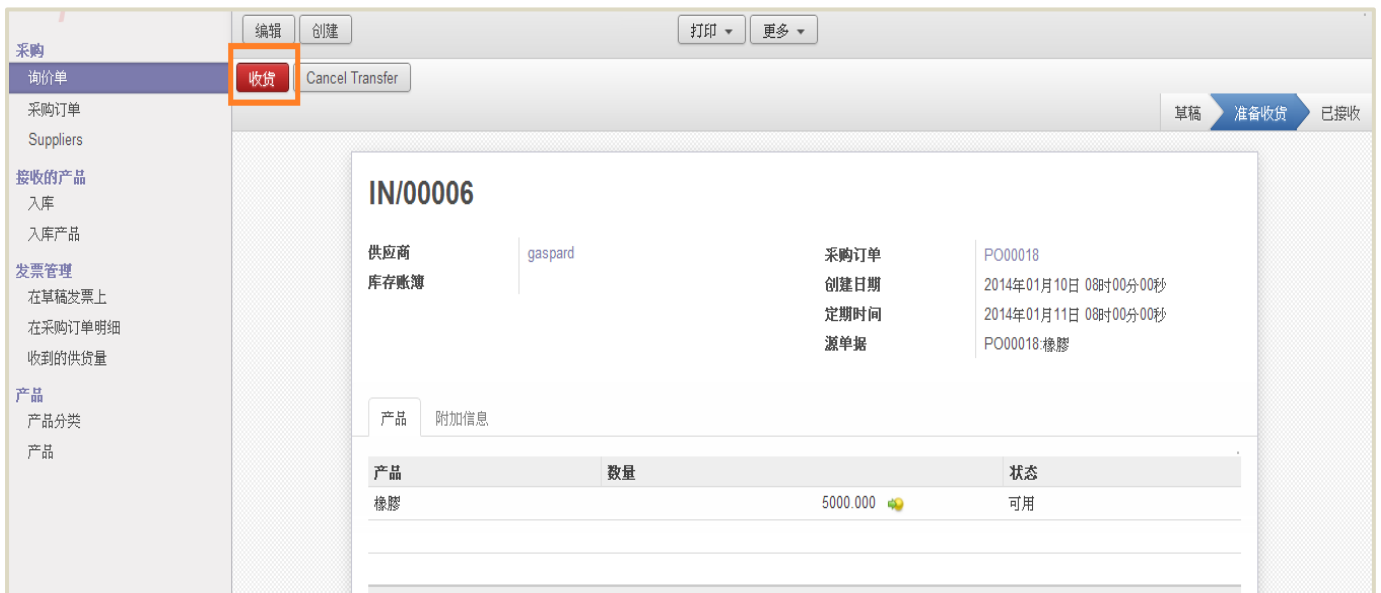 编辑 创建 打印 更多
采购
询价单
收货 Cancel Transfer
采购订单
草稿 准备收货 已接收
Suppliers
接收的产品
入库
入库产品
发票管理
在草稿发票上
在采购订单明细
收到的供货量
产品
产品分类
产品
IN/00006
供应商 gaspard 采购订单 PO00018
库存账簿 创建日期 2014年01月10日 08时00分00秒
定期时间 2014年01月11日 08时00分00秒
源单据 PO00018:橡膠
产品 附加信息
产品 数量 状态
橡膠 5000.000 可用